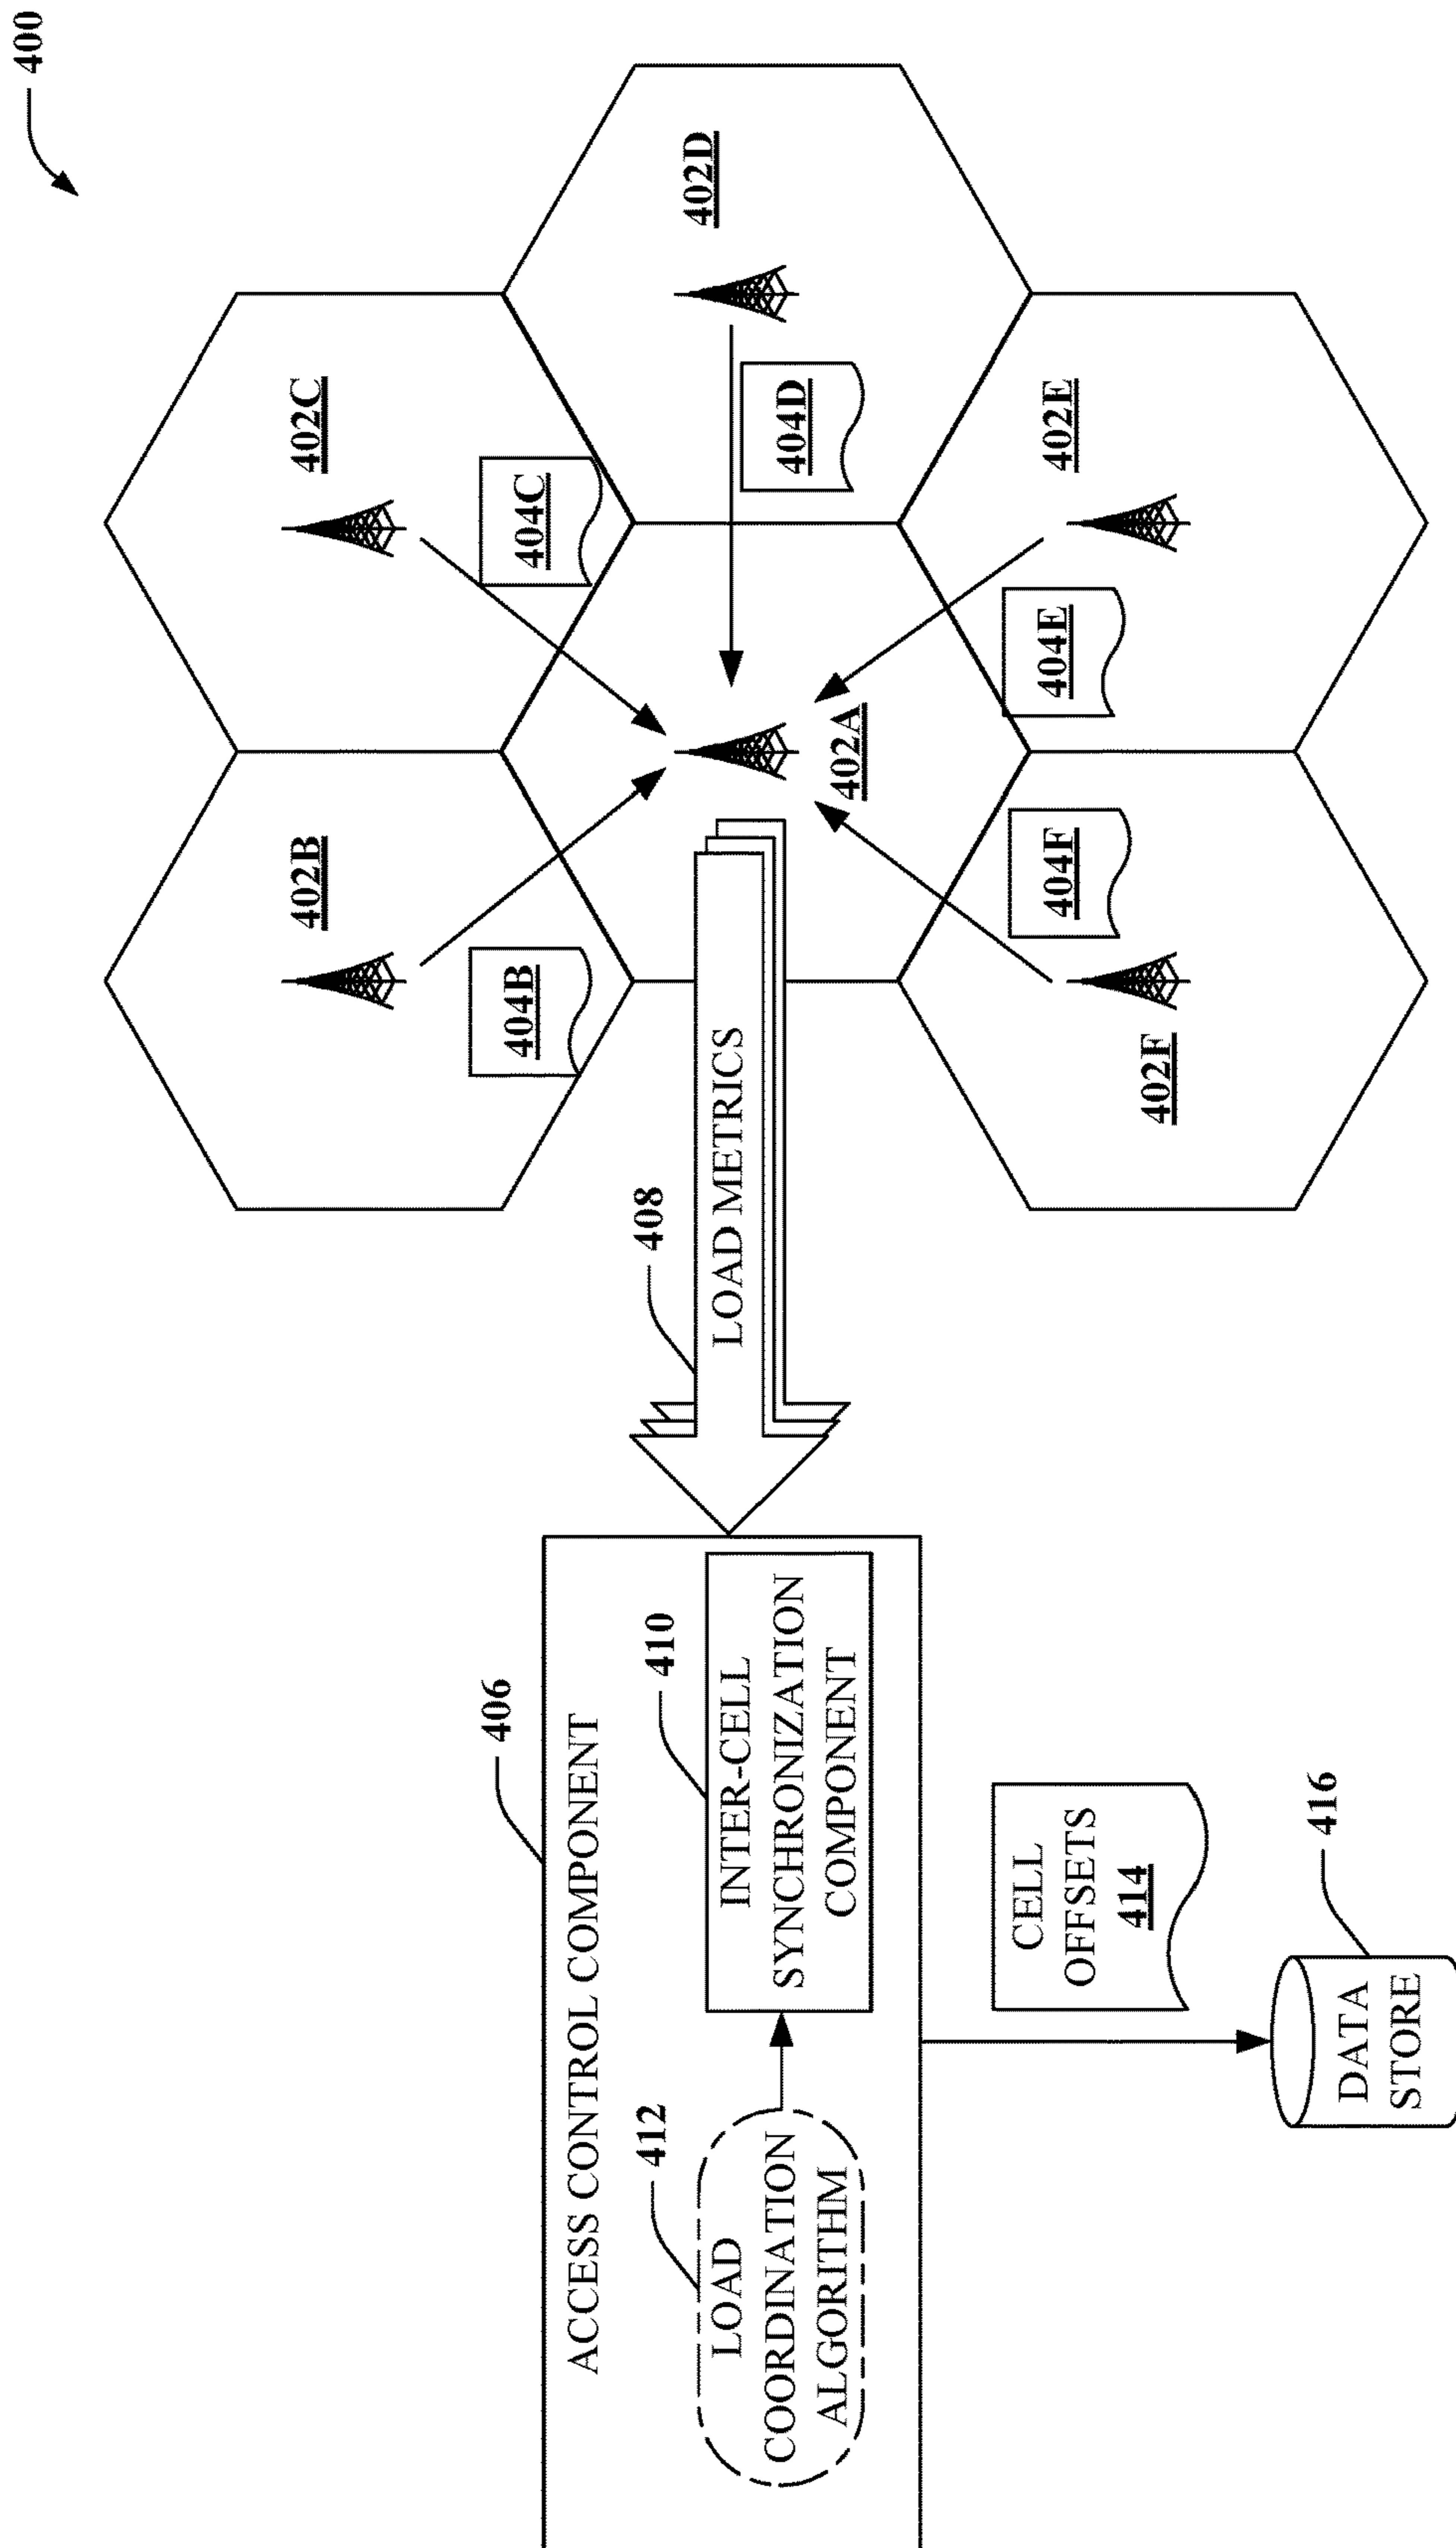 400
402B
402C
402D
402E
402F
402A
404B
404C
404D
404E
404F
408
LOAD METRICS
406
ACCESS CONTROL COMPONENT
410
INTER-CELL
SYNCHRONIZATION
COMPONENT
412
LOAD
COORDINATION
ALGORITHM
CELL
OFFSETS
414
416
DATA
STORE